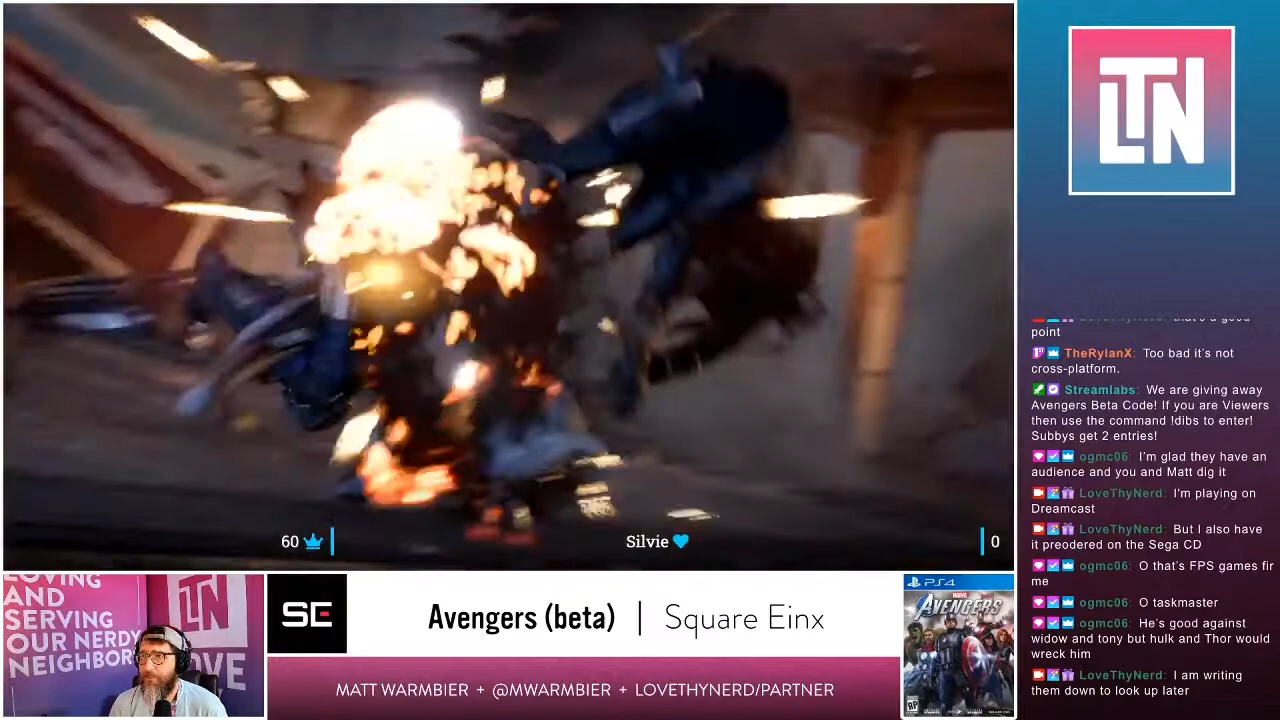 60
Silvie
0
LTN
point
TheRylanX: Too bad it's not
cross-platform.
Streamlabs: We are giving away
Avengers Beta Code! If you are Viewers
then use the command !dibs to enter!
Subbys get 2 entries!
ogmc06: I'm glad they have an
audience and you and Matt dig it
LoveThyNerd: I'm playing on
Dreamcast
LoveThyNerd: But I also have
it preodered on the Sega CD
ogmc06: O that's FPS games fir
me
ogmc06: O taskmaster
ogmc06: He's good against
widow and tony but hulk and Thor would
wreck him
LoveThyNerd: I am writing
them down to look up later
LOVING
AND
SERVING
OUR NERDY
NEIGHBOR
LTN
SE
Avengers (beta) | Square Einx
MATT WARMBIER + @MWARMBIER + LOVETHYNERD/PARTNER
PS4
MARVEL
AVENGERS